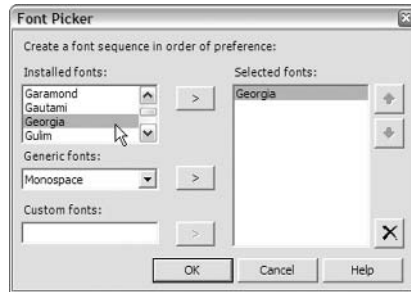 Font Picker
Create a font sequence in order of preference:
Installed fonts:
Selected fonts:
Garamond
Gautami
Georgia
Gulim
>
Georgia
Generic fonts:
Monospace
>
Custom fonts:
>
OK
Cancel
Help